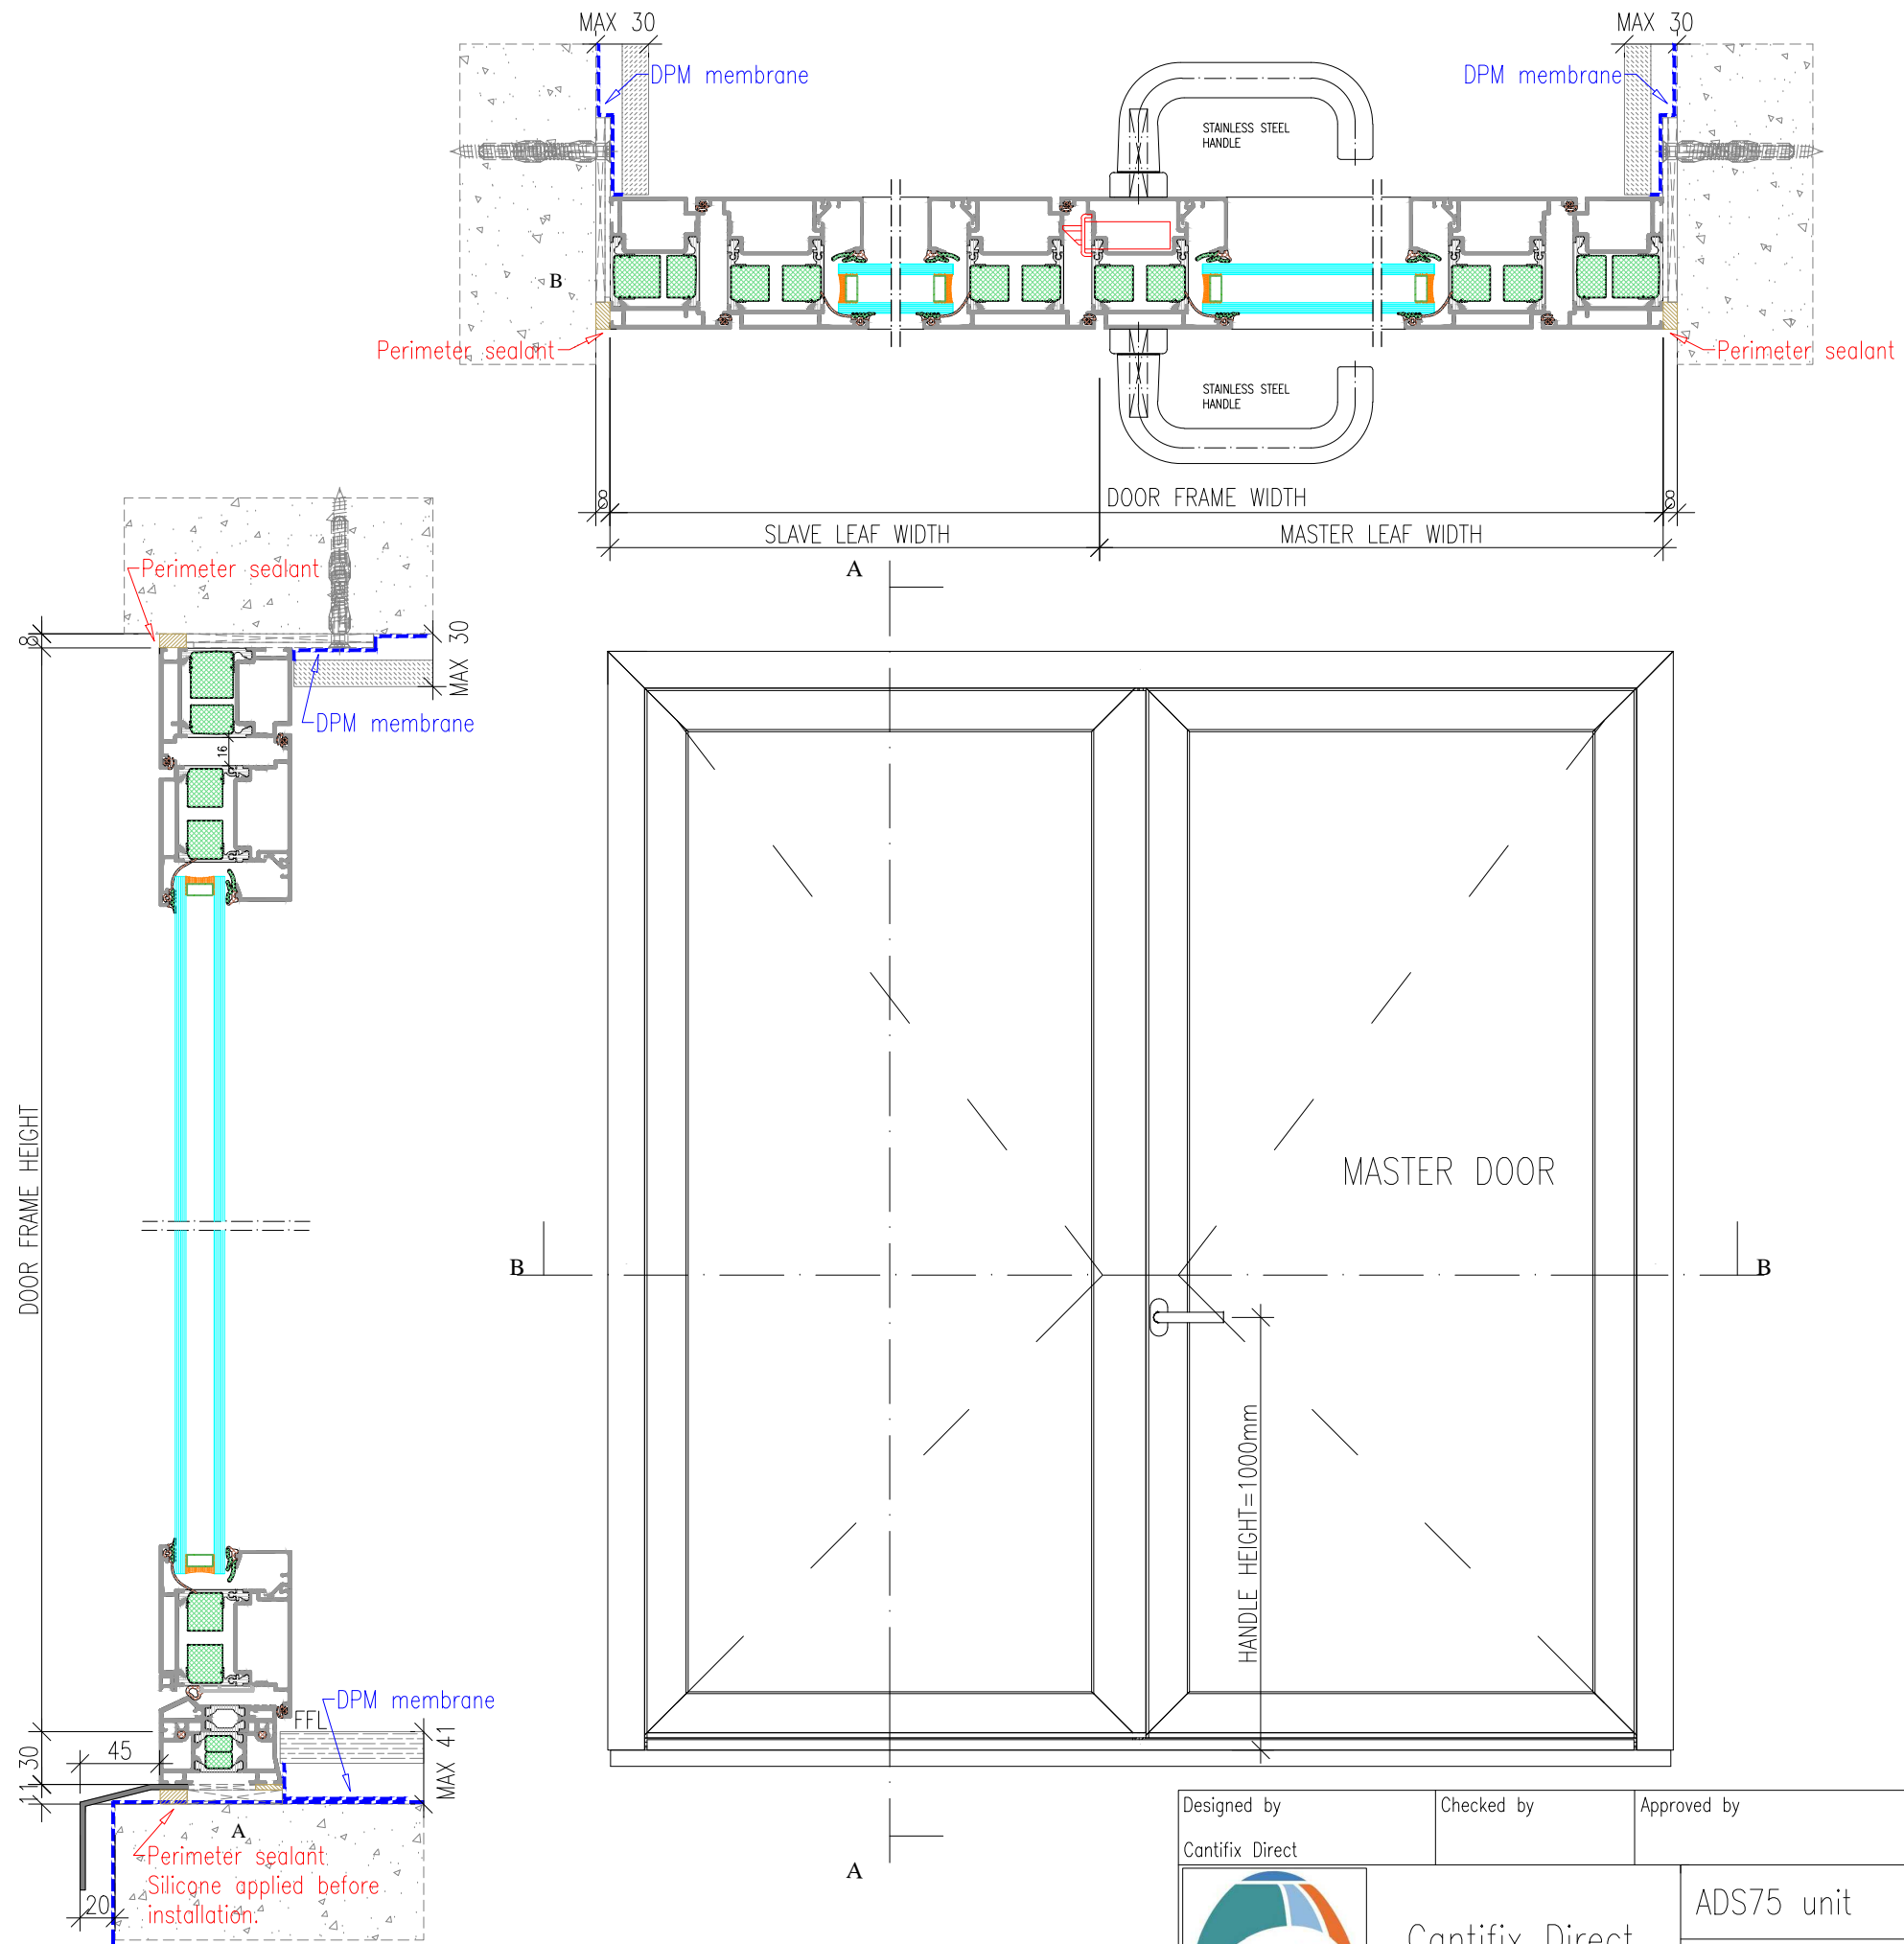 MAX 30
MAX 30
DPM membrane
DPM membrane
STAINLESS STEEL
HANDLE
B
Perimeter sealant
Perimeter sealant
STAINLESS STEEL
HANDLE
8
DOOR FRAME WIDTH
8
SLAVE LEAF WIDTH
MASTER LEAF WIDTH
A
Perimeter sealant
8
MAX 30
DPM membrane
16
DOOR FRAME HEIGHT
MASTER DOOR
B
B
HANDLE HEIGHT=1000mm
DPM membrane
FFL
45
30
11
MAX 41
A
Perimeter sealant
Silicone applied before
installation.
20
A
Designed by
Checked by
Approved by
Cantifix Direct
ADS75 unit
Cantifix Direct